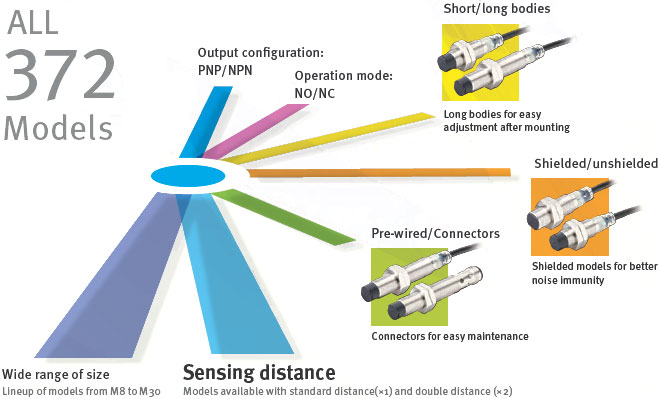 ALL
372
Models
Output configuration:
PNP/NPN
Operation mode:
NO/NC
Short/long bodies
Long bodies for easy
adjustment after mounting
Shielded/unshielded
Shielded models for better
noise immunity
Pre-wired/Connectors
Connectors for easy maintenance
Wide range of size
Lineup of models from M8 to M30
Sensing distance
Models available with standard distance(×1) and double distance (×2)